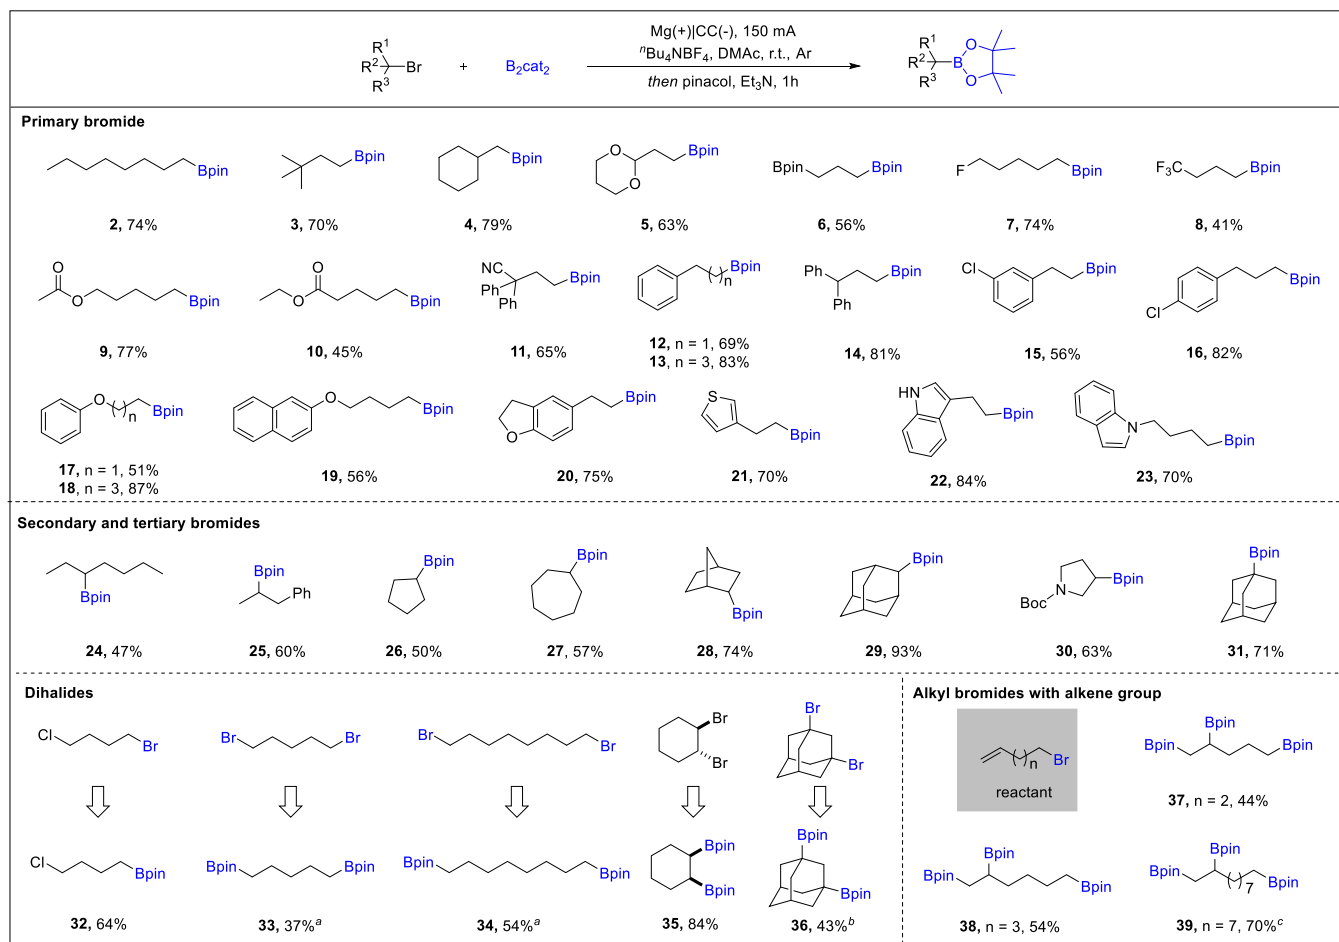 Mg(+)|CC(-), 150 mA
ⁿBu₄NBF₄, DMAc, r.t., Ar
then pinacol, Et₃N, 1h
R¹
R² Br
R³
+
B₂cat₂
R¹
R² B
R³
O
O
Primary bromide
Bpin
2, 74%
Bpin
3, 70%
Bpin
4, 79%
O
O
Bpin
5, 63%
Bpin Bpin
6, 56%
F Bpin
7, 74%
F₃C Bpin
8, 41%
O
O Bpin
9, 77%
O
O Bpin
10, 45%
NC
Ph
Ph
Bpin
11, 65%
Bpin
( )n
12, n = 1, 69%
13, n = 3, 83%
Ph
Ph
Bpin
14, 81%
Cl
Bpin
15, 56%
Cl
Bpin
16, 82%
O ( )n Bpin
17, n = 1, 51%
18, n = 3, 87%
O Bpin
19, 56%
O
Bpin
20, 75%
S
Bpin
21, 70%
HN
Bpin
22, 84%
N
Bpin
23, 70%
Secondary and tertiary bromides
Bpin
24, 47%
Bpin
Ph
25, 60%
Bpin
26, 50%
Bpin
27, 57%
Bpin
28, 74%
Bpin
29, 93%
N
Boc
Bpin
30, 63%
Bpin
31, 71%
Dihalides
Cl Br
Br Br
Br Br
Br
Br
Br
Br
Cl Bpin
32, 64%
Bpin Bpin
33, 37%ᵃ
Bpin Bpin
34, 54%ᵃ
Bpin
Bpin
35, 84%
Bpin
Bpin
36, 43%ᵇ
Alkyl bromides with alkene group
( )n Br
reactant
Bpin
Bpin Bpin
37, n = 2, 44%
Bpin
Bpin Bpin
38, n = 3, 54%
Bpin
Bpin ( )7 Bpin
39, n = 7, 70%ᶜ